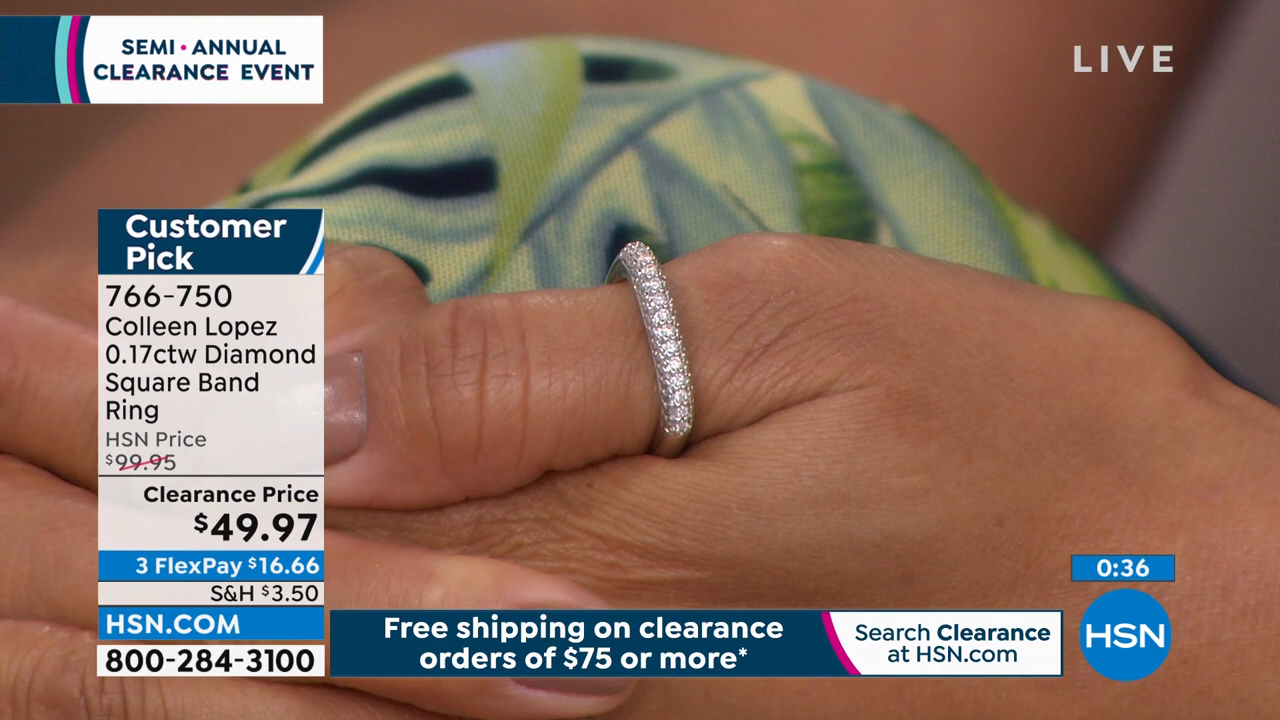 SEMI • ANNUAL
CLEARANCE EVENT
LIVE
Customer
Pick
766-750
Colleen Lopez
0.17ctw Diamond
Square Band
Ring
HSN Price
$99.95
Clearance Price
$49.97
3 FlexPay $16.66
S&H $3.50
HSN.COM
800-284-3100
Free shipping on clearance
orders of $75 or more*
Search Clearance
at HSN.com
0:36
HSN